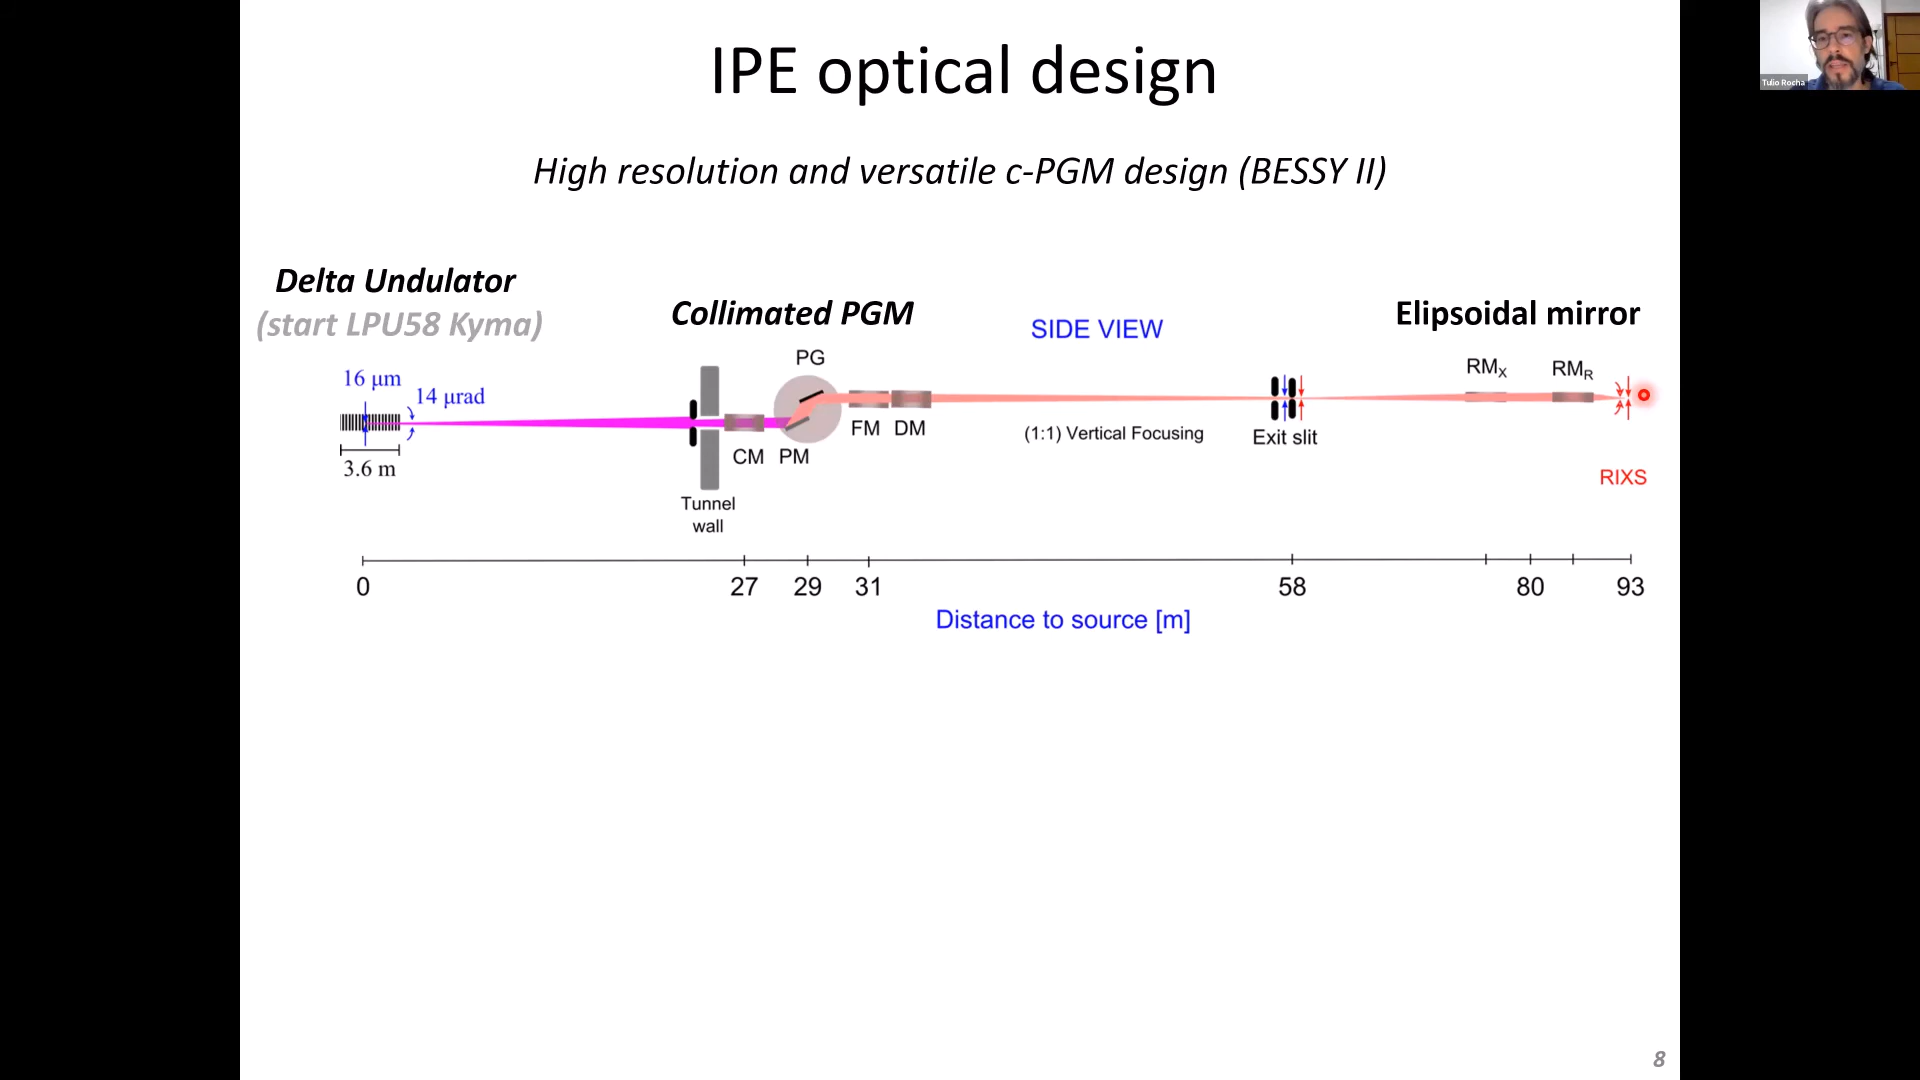 IPE optical design
High resolution and versatile c-PGM design (BESSY II)
Tulio Rocha
Delta Undulator
(start LPU58 Kyma)
Collimated PGM
SIDE VIEW
Elipsoidal mirror
PG
RMX
RMR
16 µm
14 µrad
FM DM
(1:1) Vertical Focusing
Exit slit
CM PM
3.6 m
RIXS
Tunnel
wall
0 27 29 31 58 80 93
Distance to source [m]
8